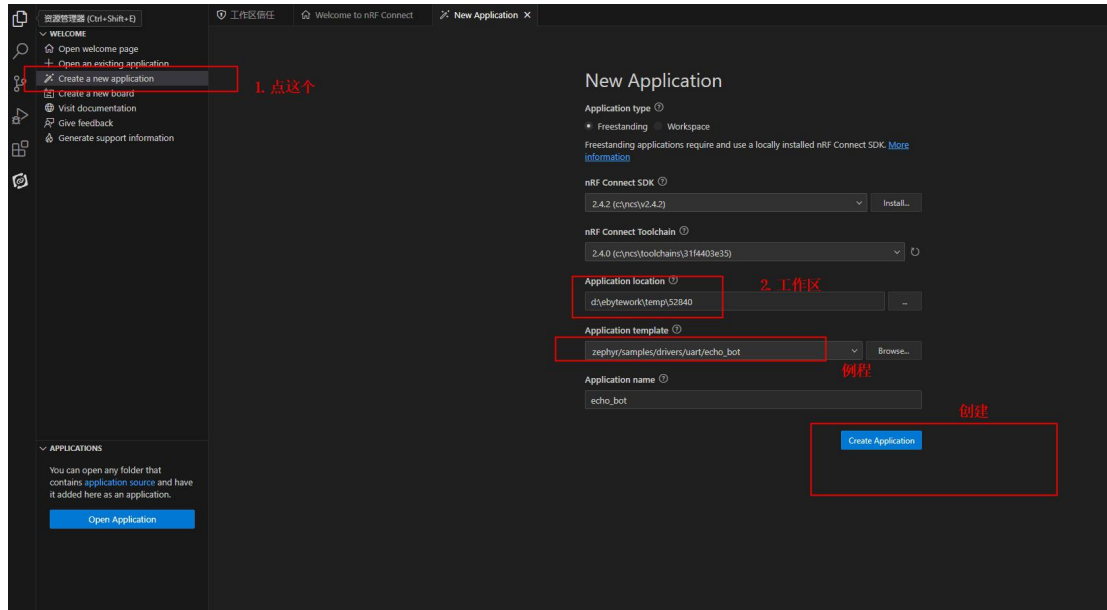 资源管理器 (Ctrl+Shift+E)
工作区信任
Welcome to nRF Connect
New Application
WELCOME
Open welcome page
Open an existing application
Create a new application
Create a new board
Visit documentation
Give feedback
Generate support information
1. 点这个
New Application
Application type
Freestanding Workspace
Freestanding applications require and use a locally installed nRF Connect SDK. More
information
nRF Connect SDK
2.4.2 (c:\ncs\v2.4.2) Install...
nRF Connect Toolchain
2.4.0 (c:\ncs\toolchains\31f4403e35)
Application location
2. 工作区
d:\ebytework\temp\52840 ...
Application template
zephyr/samples/drivers/uart/echo_bot Browse...
例程
Application name
echo_bot
创建
Create Application
APPLICATIONS
You can open any folder that
contains application source and have
it added here as an application.
Open Application